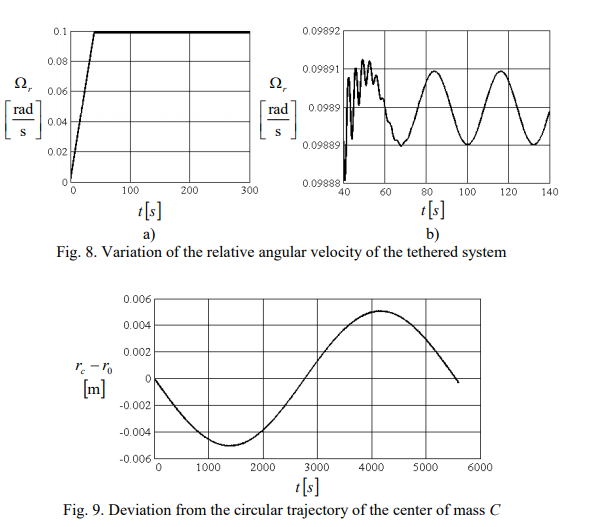 0.1
0.08
0.06
0.04
0.02
0
Ωr
[rad/s]
0 100 200 300
t[s]
a)
0.09892
0.09891
0.0989
0.09889
0.09888
Ωr
[rad/s]
40 60 80 100 120 140
t[s]
b)
Fig. 8. Variation of the relative angular velocity of the tethered system
0.006
0.004
0.002
0
-0.002
-0.004
-0.006
rc − r0
[m]
0 1000 2000 3000 4000 5000 6000
t[s]
Fig. 9. Deviation from the circular trajectory of the center of mass C